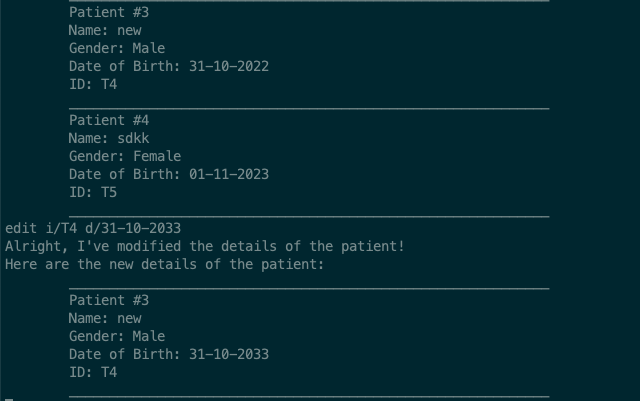 Patient #3
Name: new
Gender: Male
Date of Birth: 31-10-2022
ID: T4
Patient #4
Name: sdkk
Gender: Female
Date of Birth: 01-11-2023
ID: T5
edit i/T4 d/31-10-2033
Alright, I've modified the details of the patient!
Here are the new details of the patient:
Patient #3
Name: new
Gender: Male
Date of Birth: 31-10-2033
ID: T4